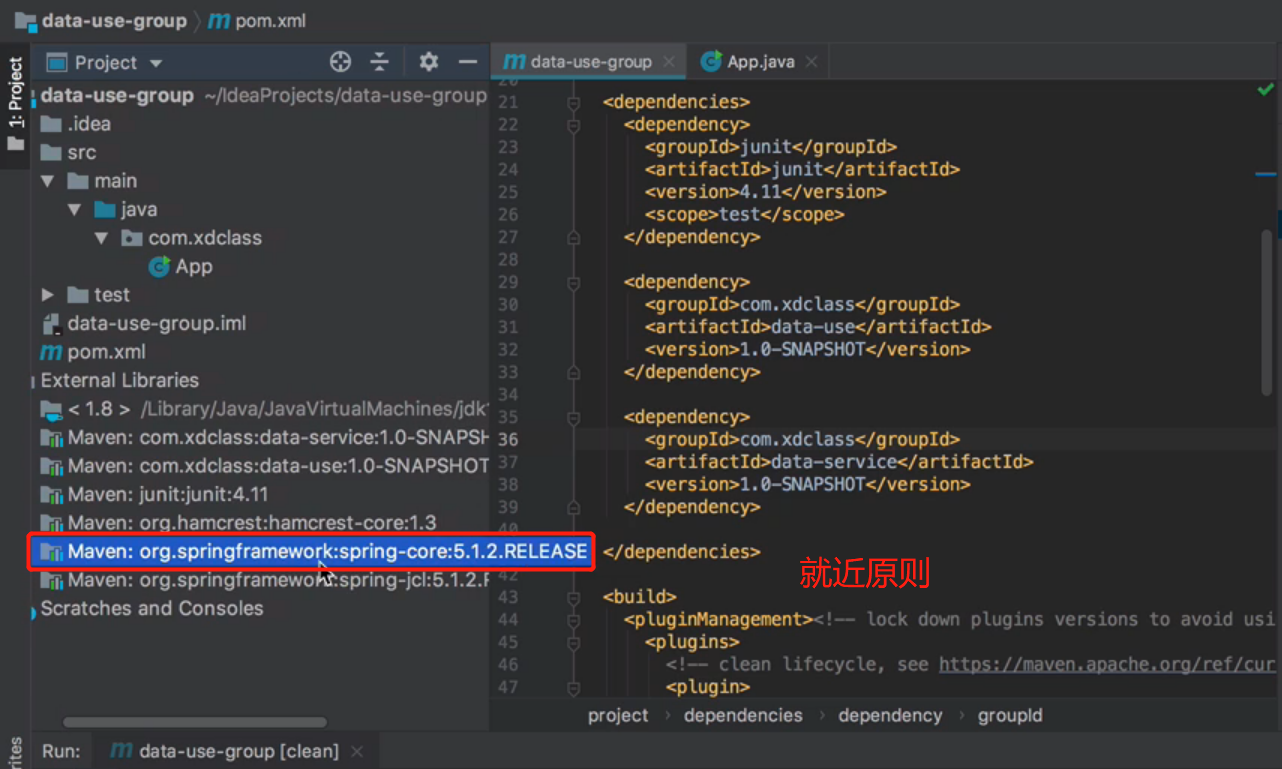 data-use-group pom.xml
1: Project
Project
data-use-group ~/IdeaProjects/data-use-group
.idea
src
main
java
com.xdclass
App
test
data-use-group.iml
pom.xml
External Libraries
< 1.8 > /Library/Java/JavaVirtualMachines/jdk
Maven: com.xdclass:data-service:1.0-SNAPSH
Maven: com.xdclass:data-use:1.0-SNAPSHOT
Maven: junit:junit:4.11
Maven: org.hamcrest:hamcrest-core:1.3
Maven: org.springframework:spring-core:5.1.2.RELEASE
Maven: org.springframework:spring-jcl:5.1.2.R
Scratches and Consoles
data-use-group App.java
21 <dependencies>
22 <dependency>
23 <groupId>junit</groupId>
24 <artifactId>junit</artifactId>
25 <version>4.11</version>
26 <scope>test</scope>
27 </dependency>
28
29 <dependency>
30 <groupId>com.xdclass</groupId>
31 <artifactId>data-use</artifactId>
32 <version>1.0-SNAPSHOT</version>
33 </dependency>
34
35 <dependency>
36 <groupId>com.xdclass</groupId>
37 <artifactId>data-service</artifactId>
38 <version>1.0-SNAPSHOT</version>
39 </dependency>
40
</dependencies>
就近原则
42
43 <build>
44 <pluginManagement><!-- lock down plugins versions to avoid usi
45 <plugins>
46 <!-- clean lifecycle, see https://maven.apache.org/ref/cur
47 <plugin>
project › dependencies › dependency › groupId
Run: data-use-group [clean]